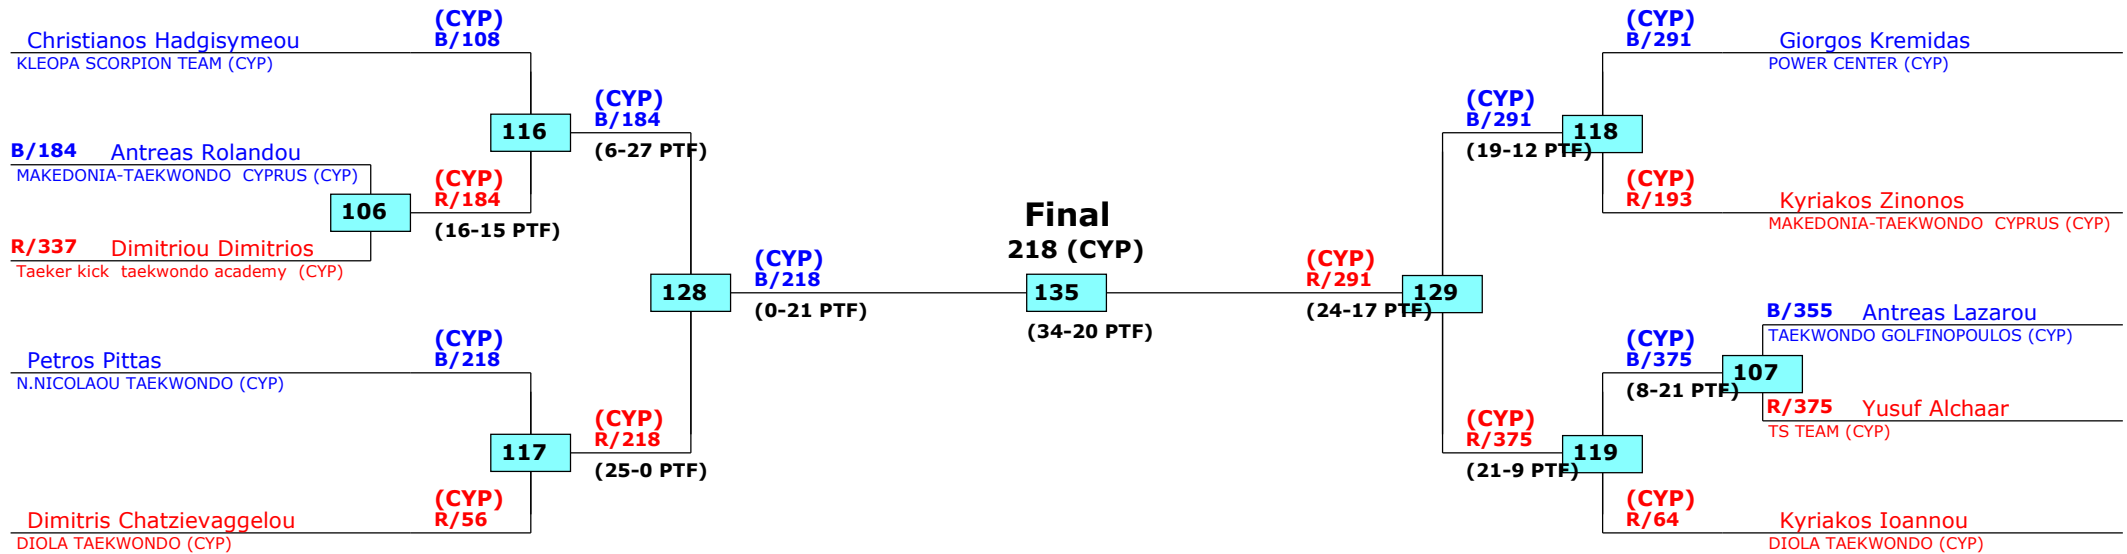 (CYP)
B/108
Christianos Hadgisymeou
KLEOPA SCORPION TEAM (CYP)
116
(CYP)
B/184
(6-27 PTF)
B/184 Antreas Rolandou
MAKEDONIA-TAEKWONDO CYPRUS (CYP)
106
(CYP)
R/184
(16-15 PTF)
R/337 Dimitriou Dimitrios
Taeker kick taekwondo academy (CYP)
128
(CYP)
B/218
(0-21 PTF)
(CYP)
B/218
Petros Pittas
N.NICOLAOU TAEKWONDO (CYP)
117
(CYP)
R/218
(25-0 PTF)
(CYP)
R/56
Dimitris Chatzievaggelou
DIOLA TAEKWONDO (CYP)
Final
218 (CYP)
135
(34-20 PTF)
(CYP)
R/291
(24-17 PTF)
129
(CYP)
B/291
(19-12 PTF)
118
(CYP)
B/291
Giorgos Kremidas
POWER CENTER (CYP)
(CYP)
R/193
Kyriakos Zinonos
MAKEDONIA-TAEKWONDO CYPRUS (CYP)
B/355 Antreas Lazarou
TAEKWONDO GOLFINOPOULOS (CYP)
(CYP)
B/375
(8-21 PTF)
107
R/375 Yusuf Alchaar
TS TEAM (CYP)
(CYP)
R/375
(21-9 PTF)
119
(CYP)
R/64
Kyriakos Ioannou
DIOLA TAEKWONDO (CYP)